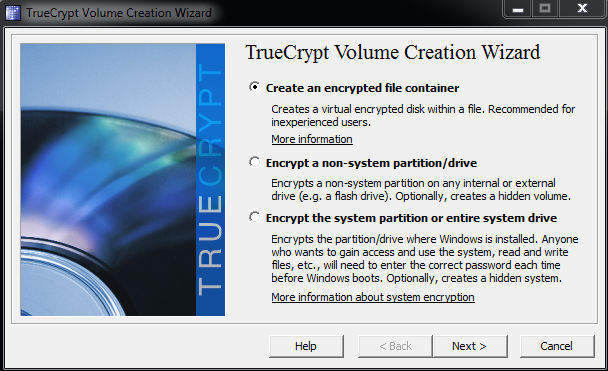 TrueCrypt Volume Creation Wizard
TRUECRYPT
TrueCrypt Volume Creation Wizard
Create an encrypted file container
Creates a virtual encrypted disk within a file. Recommended for
inexperienced users.
More information
Encrypt a non-system partition/drive
Encrypts a non-system partition on any internal or external
drive (e.g. a flash drive). Optionally, creates a hidden volume.
Encrypt the system partition or entire system drive
Encrypts the partition/drive where Windows is installed. Anyone
who wants to gain access and use the system, read and write
files, etc., will need to enter the correct password each time
before Windows boots. Optionally, creates a hidden system.
More information about system encryption
Help
< Back
Next >
Cancel